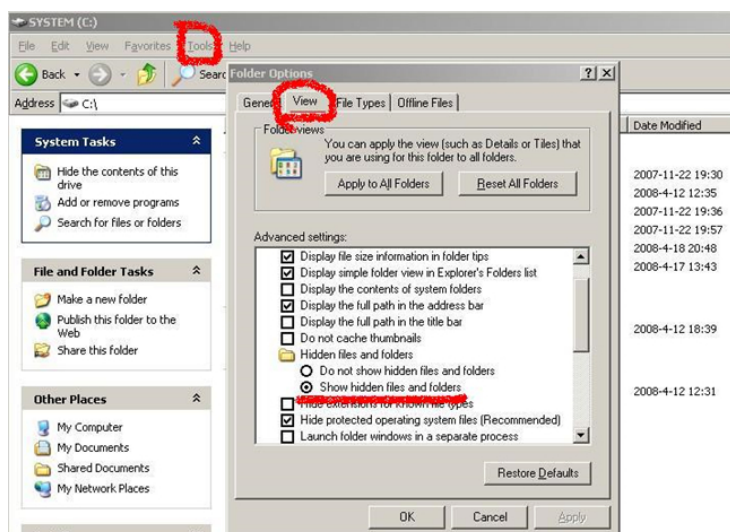 SYSTEM (C:)
File Edit View Favorites Tools Help
Back
Searc
Address C:\
System Tasks
Hide the contents of this
drive
Add or remove programs
Search for files or folders
File and Folder Tasks
Make a new folder
Publish this folder to the
Web
Share this folder
Other Places
My Computer
My Documents
Shared Documents
My Network Places
Folder Options
General View File Types Offline Files
Folder views
You can apply the view (such as Details or Tiles) that
you are using for this folder to all folders.
Apply to All Folders Reset All Folders
Advanced settings:
Display file size information in folder tips
Display simple folder view in Explorer's Folders list
Display the contents of system folders
Display the full path in the address bar
Display the full path in the title bar
Do not cache thumbnails
Hidden files and folders
Do not show hidden files and folders
Show hidden files and folders
Hide extensions for known file types
Hide protected operating system files (Recommended)
Launch folder windows in a separate process
Restore Defaults
OK Cancel Apply
Date Modified
2007-11-22 19:30
2008-4-12 12:35
2007-11-22 19:36
2007-11-22 19:57
2008-4-18 20:48
2008-4-17 13:43
2008-4-12 18:39
2008-4-12 12:31